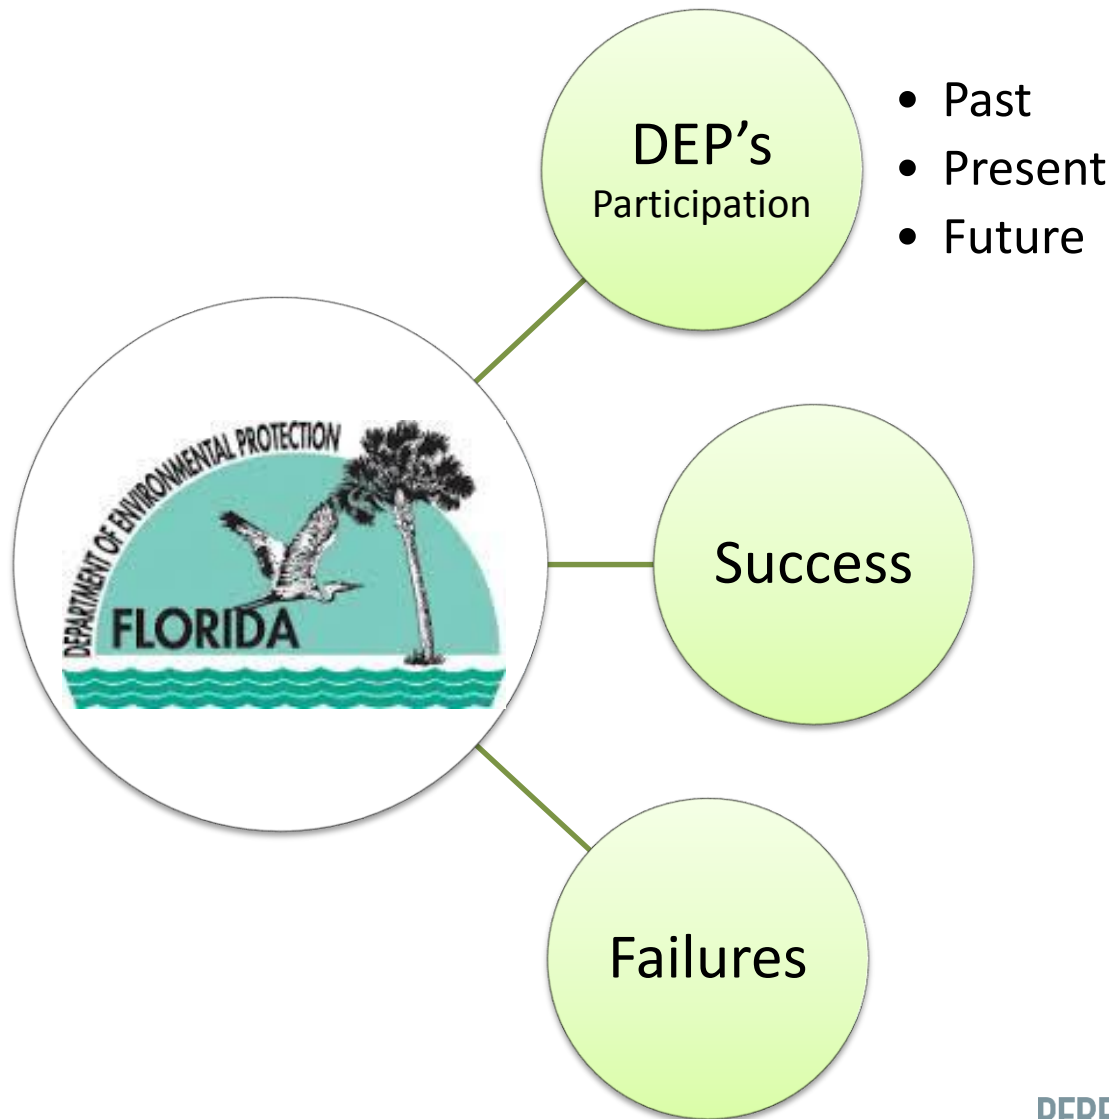 DEP’s
Participation
• Past
• Present
• Future
DEPARTMENT OF ENVIRONMENTAL PROTECTION
FLORIDA
Success
Failures